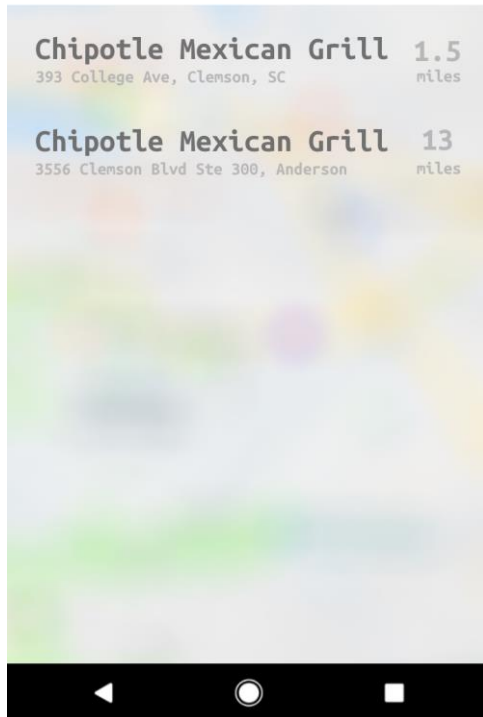 Chipotle Mexican Grill 1.5
393 College Ave, Clemson, SC miles
Chipotle Mexican Grill 13
3556 Clemson Blvd Ste 300, Anderson miles